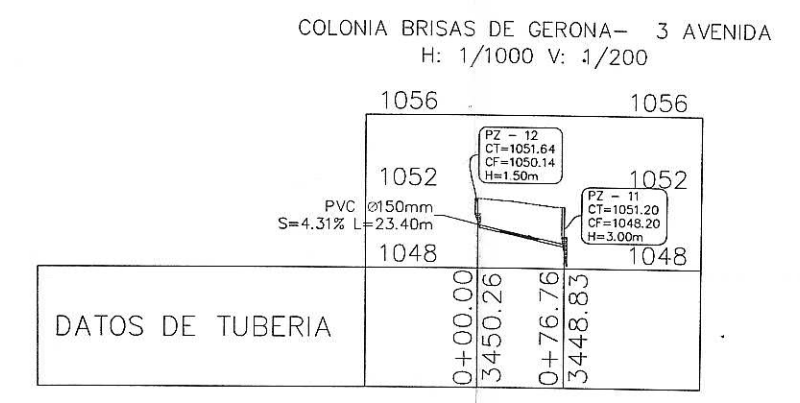 COLONIA BRISAS DE GERONA- 3 AVENIDA
H: 1/1000 V: 1/200
1056 1056
PZ - 12
CT=1051.64
CF=1050.14
H=1.50m
1052 1052
PZ - 11
CT=1051.20
CF=1048.20
H=3.00m
PVC Ø150mm
S=4.31% L=23.40m
1048 1048
DATOS DE TUBERIA
0+00.00
3450.26
0+76.76
3448.83